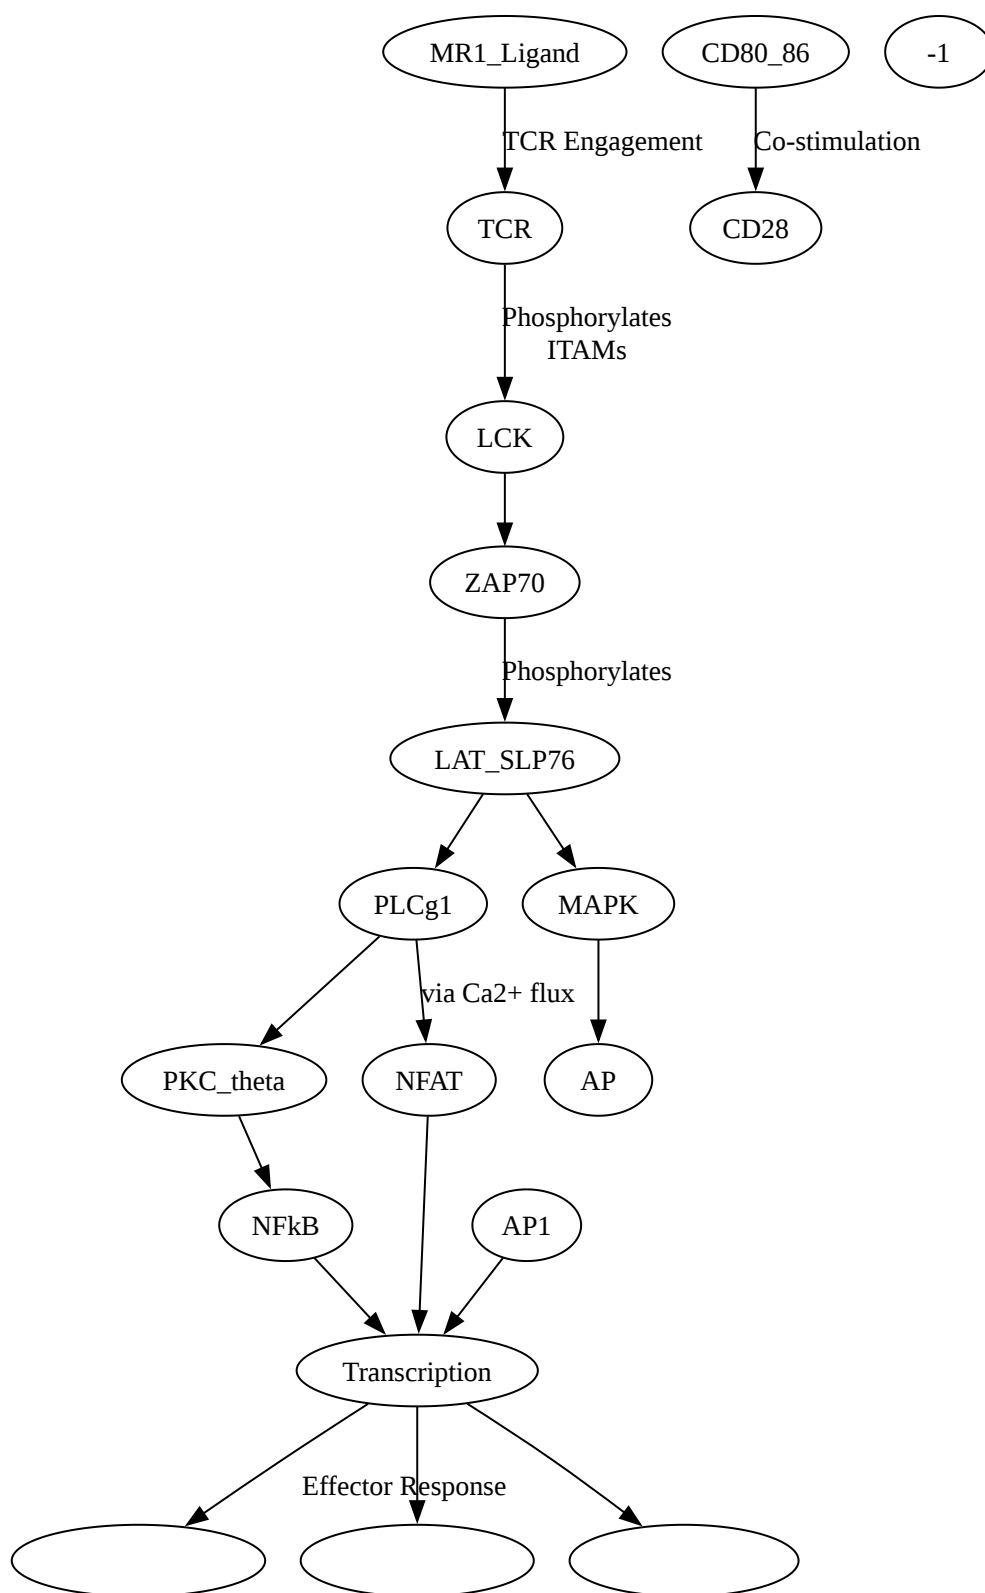 MR1_Ligand
CD80_86
-1
TCR Engagement
Co-stimulation
TCR
CD28
Phosphorylates
ITAMs
LCK
ZAP70
Phosphorylates
LAT_SLP76
PLCg1
MAPK
via Ca2+ flux
PKC_theta
NFAT
AP
NFkB
AP1
Transcription
Effector Response